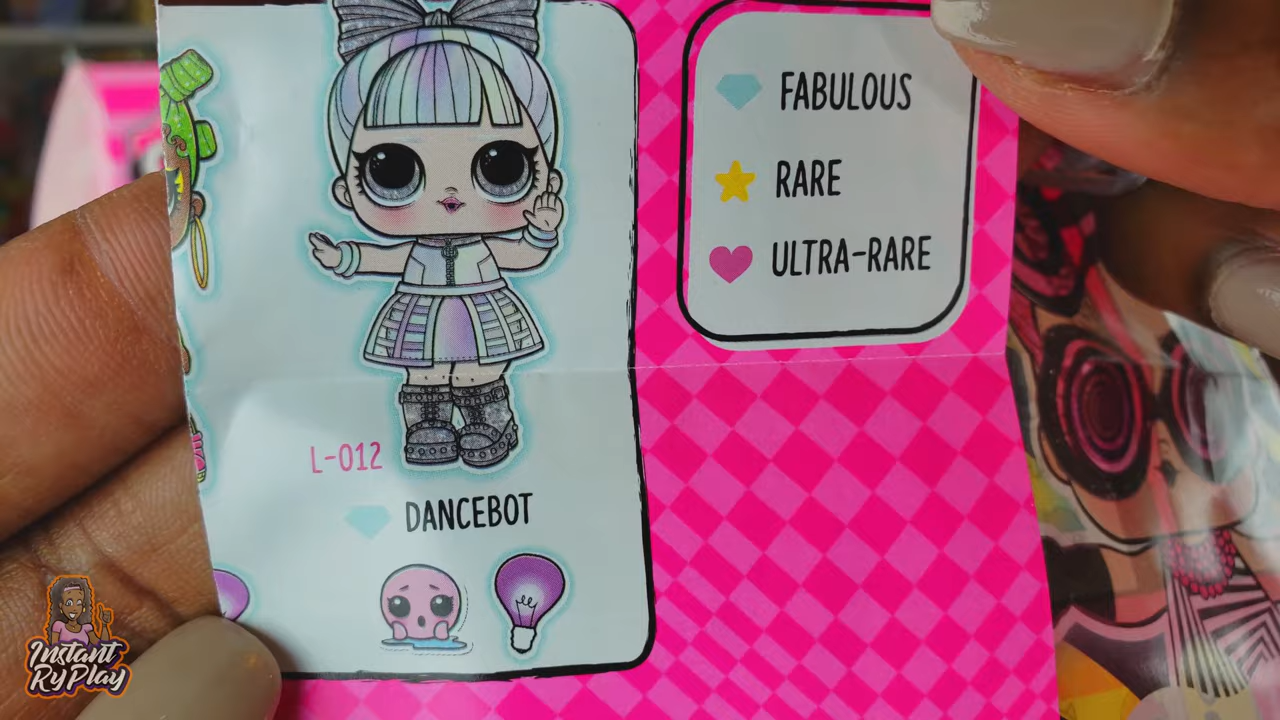 FABULOUS
RARE
ULTRA-RARE
L-012
DANCEBOT
Instant
RyPlay